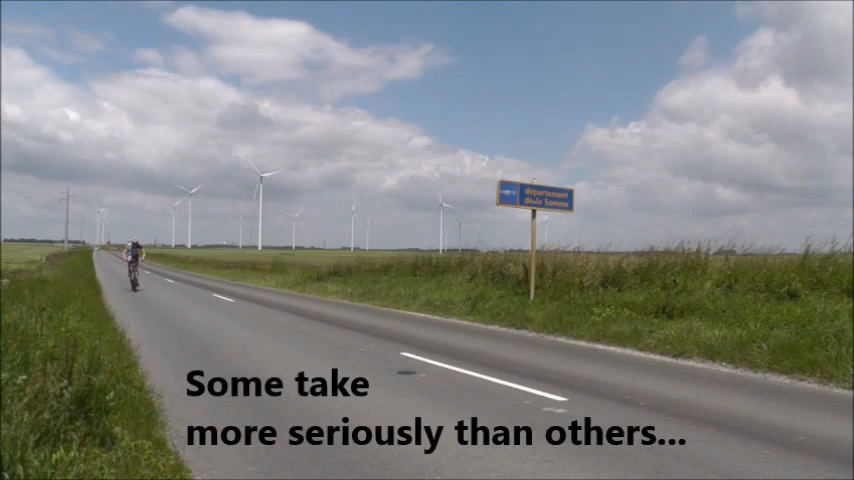 département
de la Somme
Some take
more seriously than others...